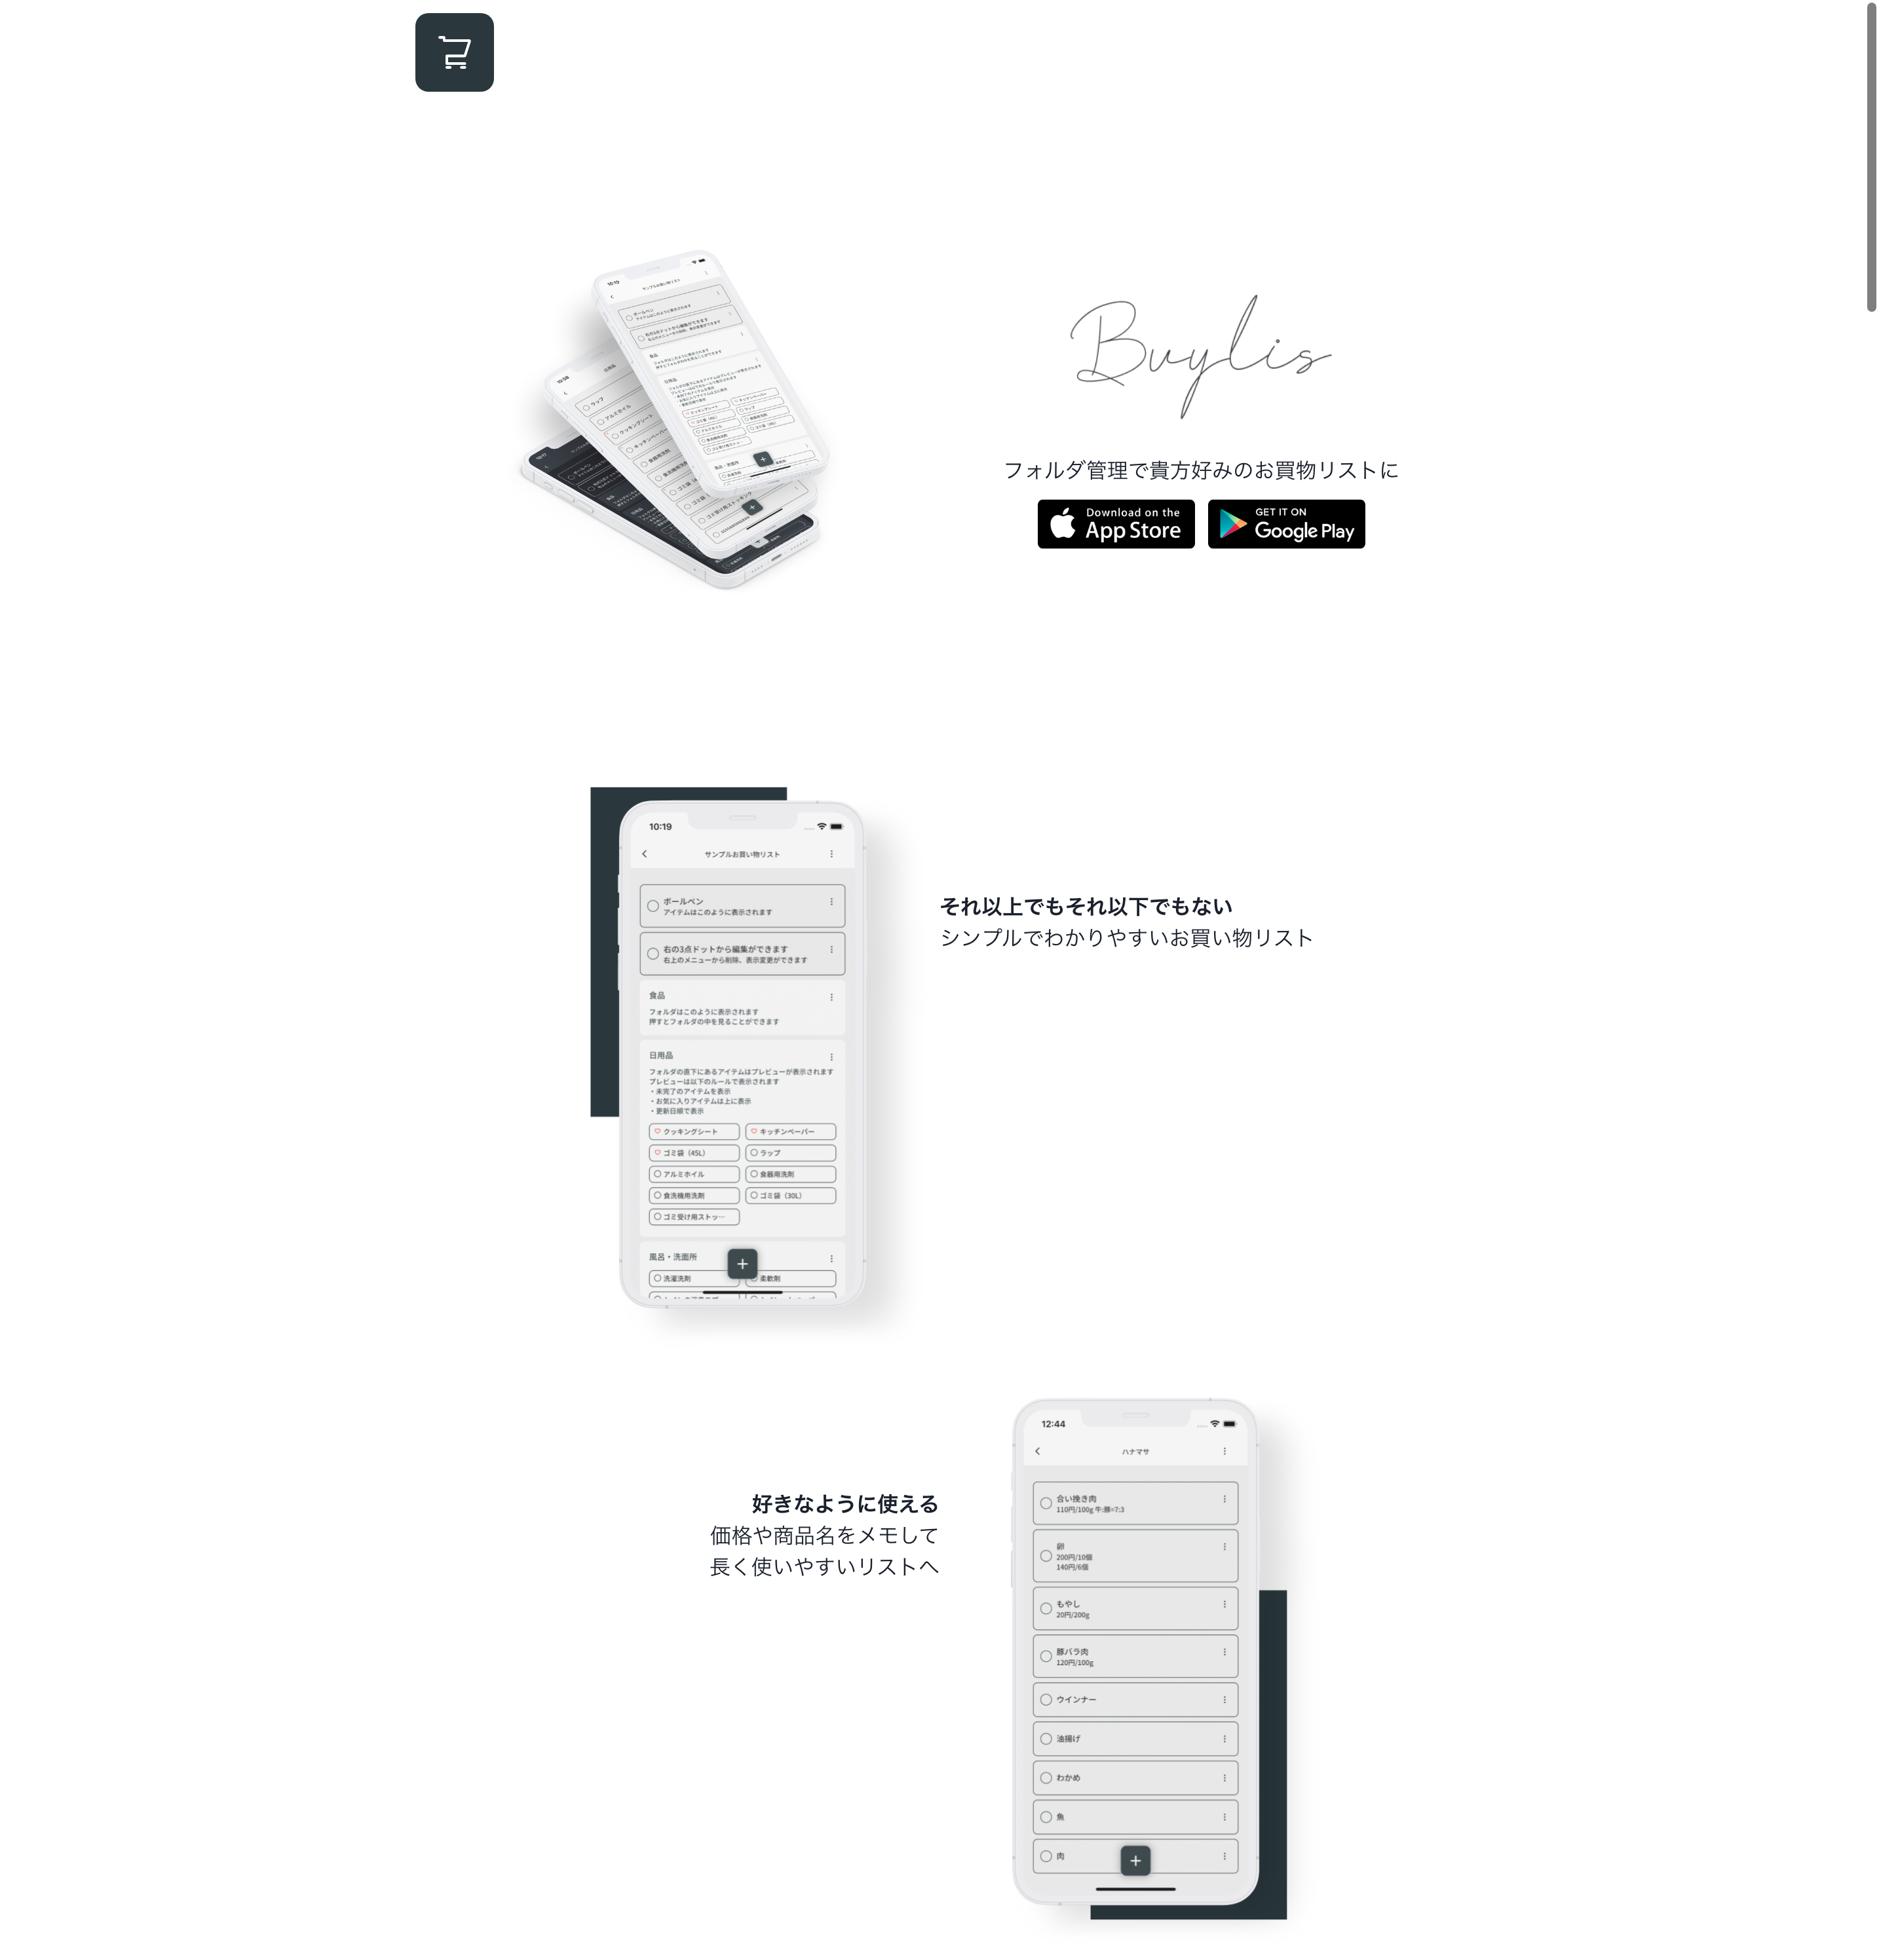 Buylis
フォルダ管理で貴方好みのお買物リストに
Download on the
App Store
GET IT ON
Google Play
10:19
サンプルお買い物リスト
ボールペン
アイテムはこのように表示されます
右の3点ドットから編集ができます
右上のメニューから削除、表示変更ができます
食品
フォルダはこのように表示されます
押すとフォルダの中を見ることができます
日用品
フォルダの直下にあるアイテムはプレビューが表示されます
プレビューは以下のルールで表示されます
・未完了のアイテムを表示
・お気に入りアイテムは上に表示
・更新日順で表示
クッキングシート
キッチンペーパー
ゴミ袋（45L）
ラップ
アルミホイル
食器用洗剤
食洗機用洗剤
ゴミ袋（30L）
ゴミ受け用ストッ…
風呂・洗面所
洗濯洗剤
柔軟剤
それ以上でもそれ以下でもない
シンプルでわかりやすいお買い物リスト
好きなように使える
価格や商品名をメモして
長く使いやすいリストへ
12:44
ハナマサ
合い挽き肉
110円/100g 牛:豚=7:3
卵
200円/10個
140円/6個
もやし
20円/200g
豚バラ肉
120円/100g
ウインナー
油揚げ
わかめ
魚
肉